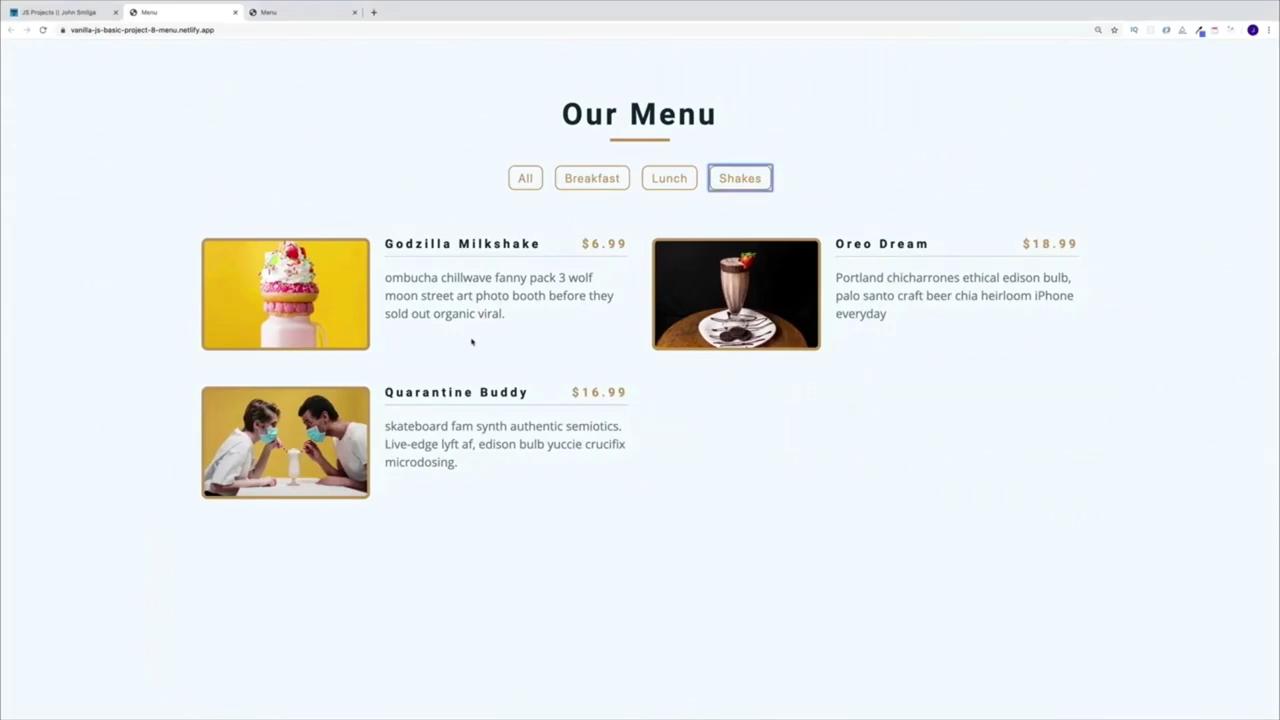 JS Projects || John Smilga
Menu
Menu
vanilla-js-basic-project-8-menu.netlify.app
Our Menu
All
Breakfast
Lunch
Shakes
Godzilla Milkshake $6.99
ombucha chillwave fanny pack 3 wolf
moon street art photo booth before they
sold out organic viral.
Oreo Dream $18.99
Portland chicharrones ethical edison bulb,
palo santo craft beer chia heirloom iPhone
everyday
Quarantine Buddy $16.99
skateboard fam synth authentic semiotics.
Live-edge lyft af, edison bulb yuccie crucifix
microdosing.